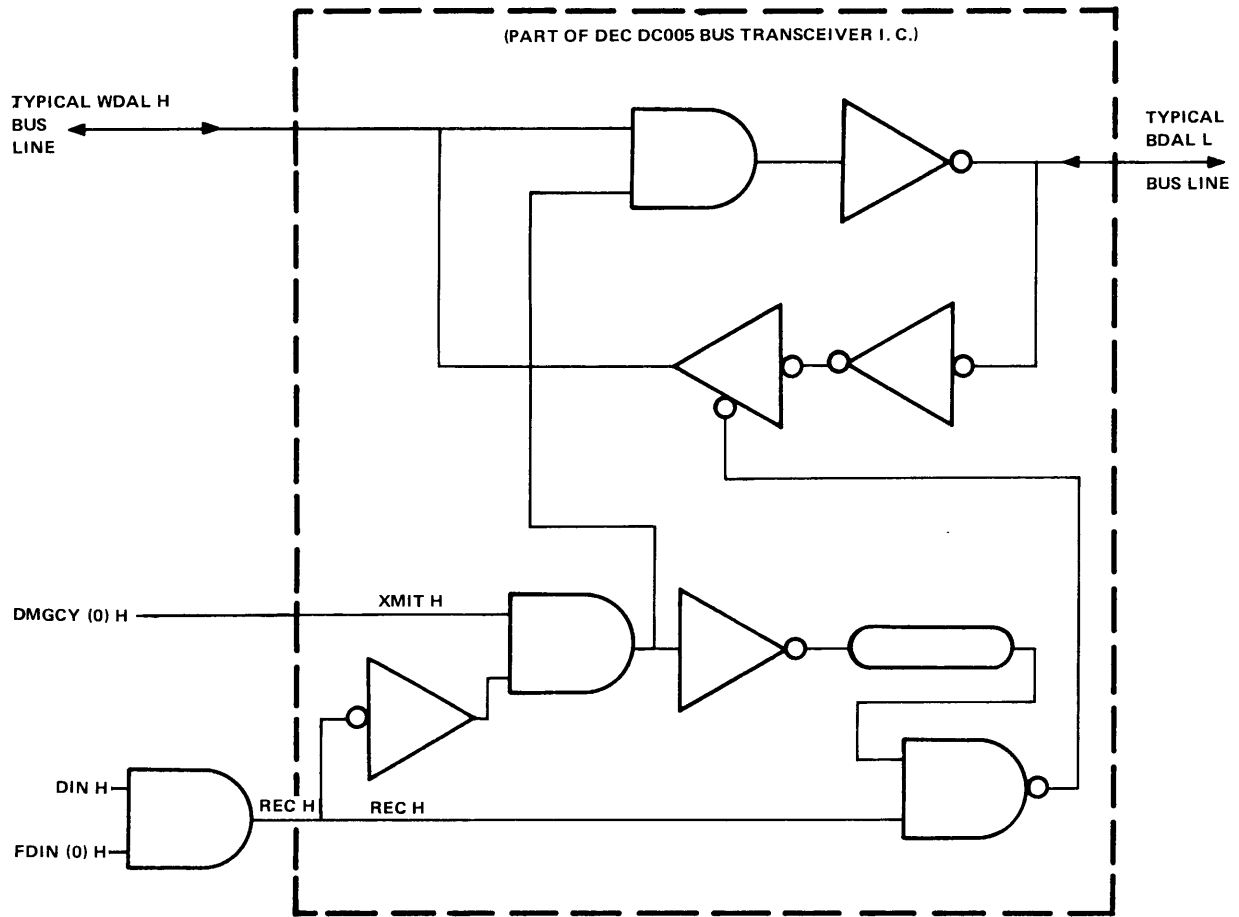 (PART OF DEC DC005 BUS TRANSCEIVER I. C.)
TYPICAL WDAL H
BUS
LINE
TYPICAL
BDAL L
BUS LINE
DMGCY (0) H
XMIT H
DIN H
REC H
REC H
FDIN (0) H